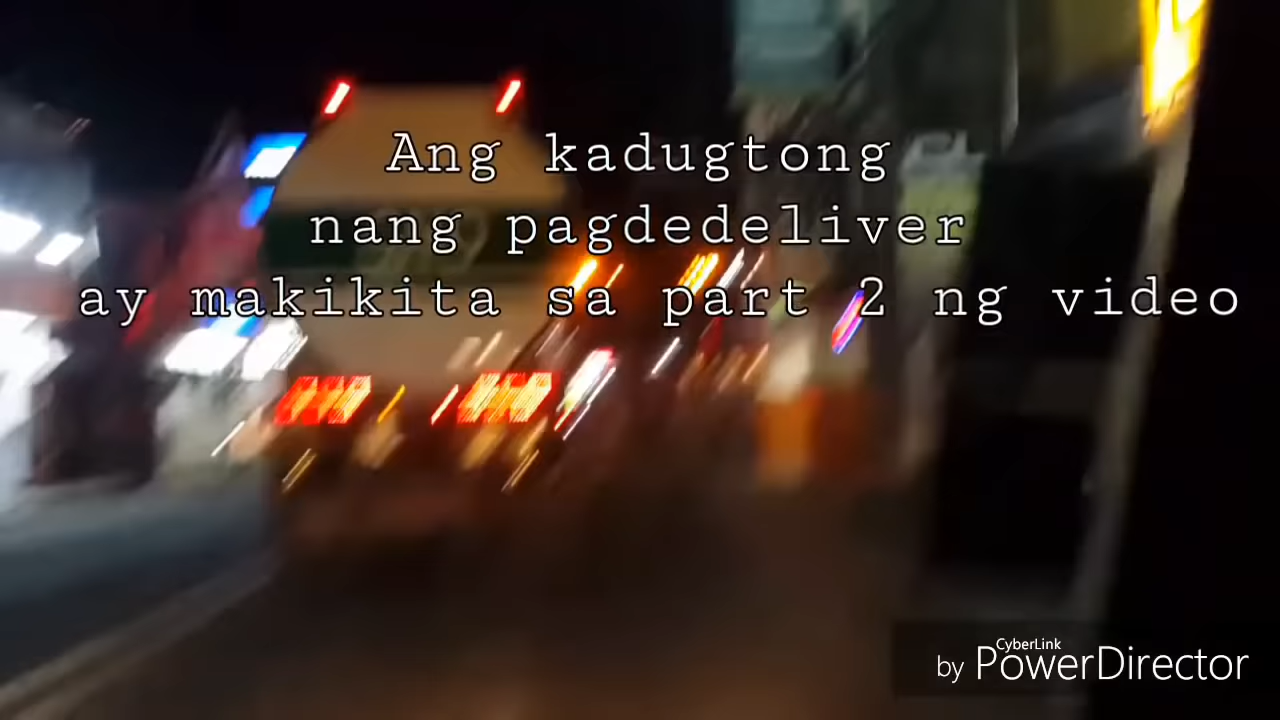 Ang kadugtong
nang pagdedeliver
ay makikita sa part 2 ng video
CyberLink
by PowerDirector